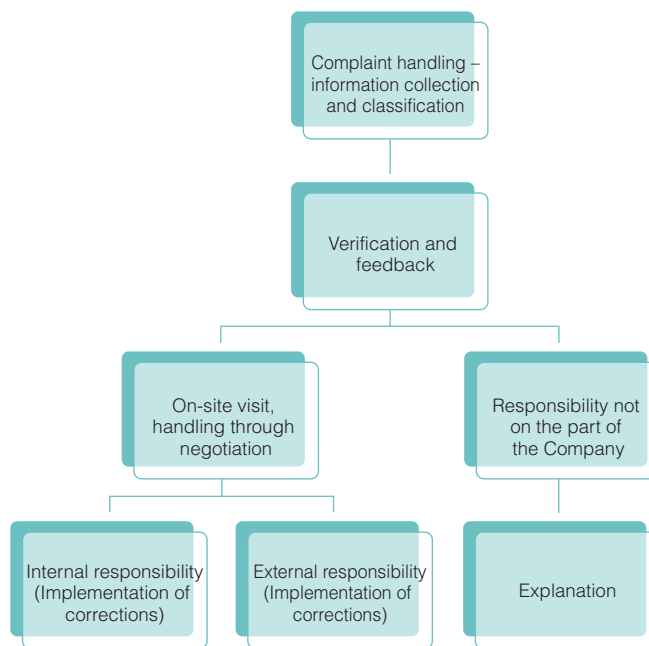 Complaint handling –
information collection
and classification
Verification and
feedback
On-site visit,
handling through
negotiation
Responsibility not
on the part of
the Company
Internal responsibility
(Implementation of
corrections)
External responsibility
(Implementation of
corrections)
Explanation